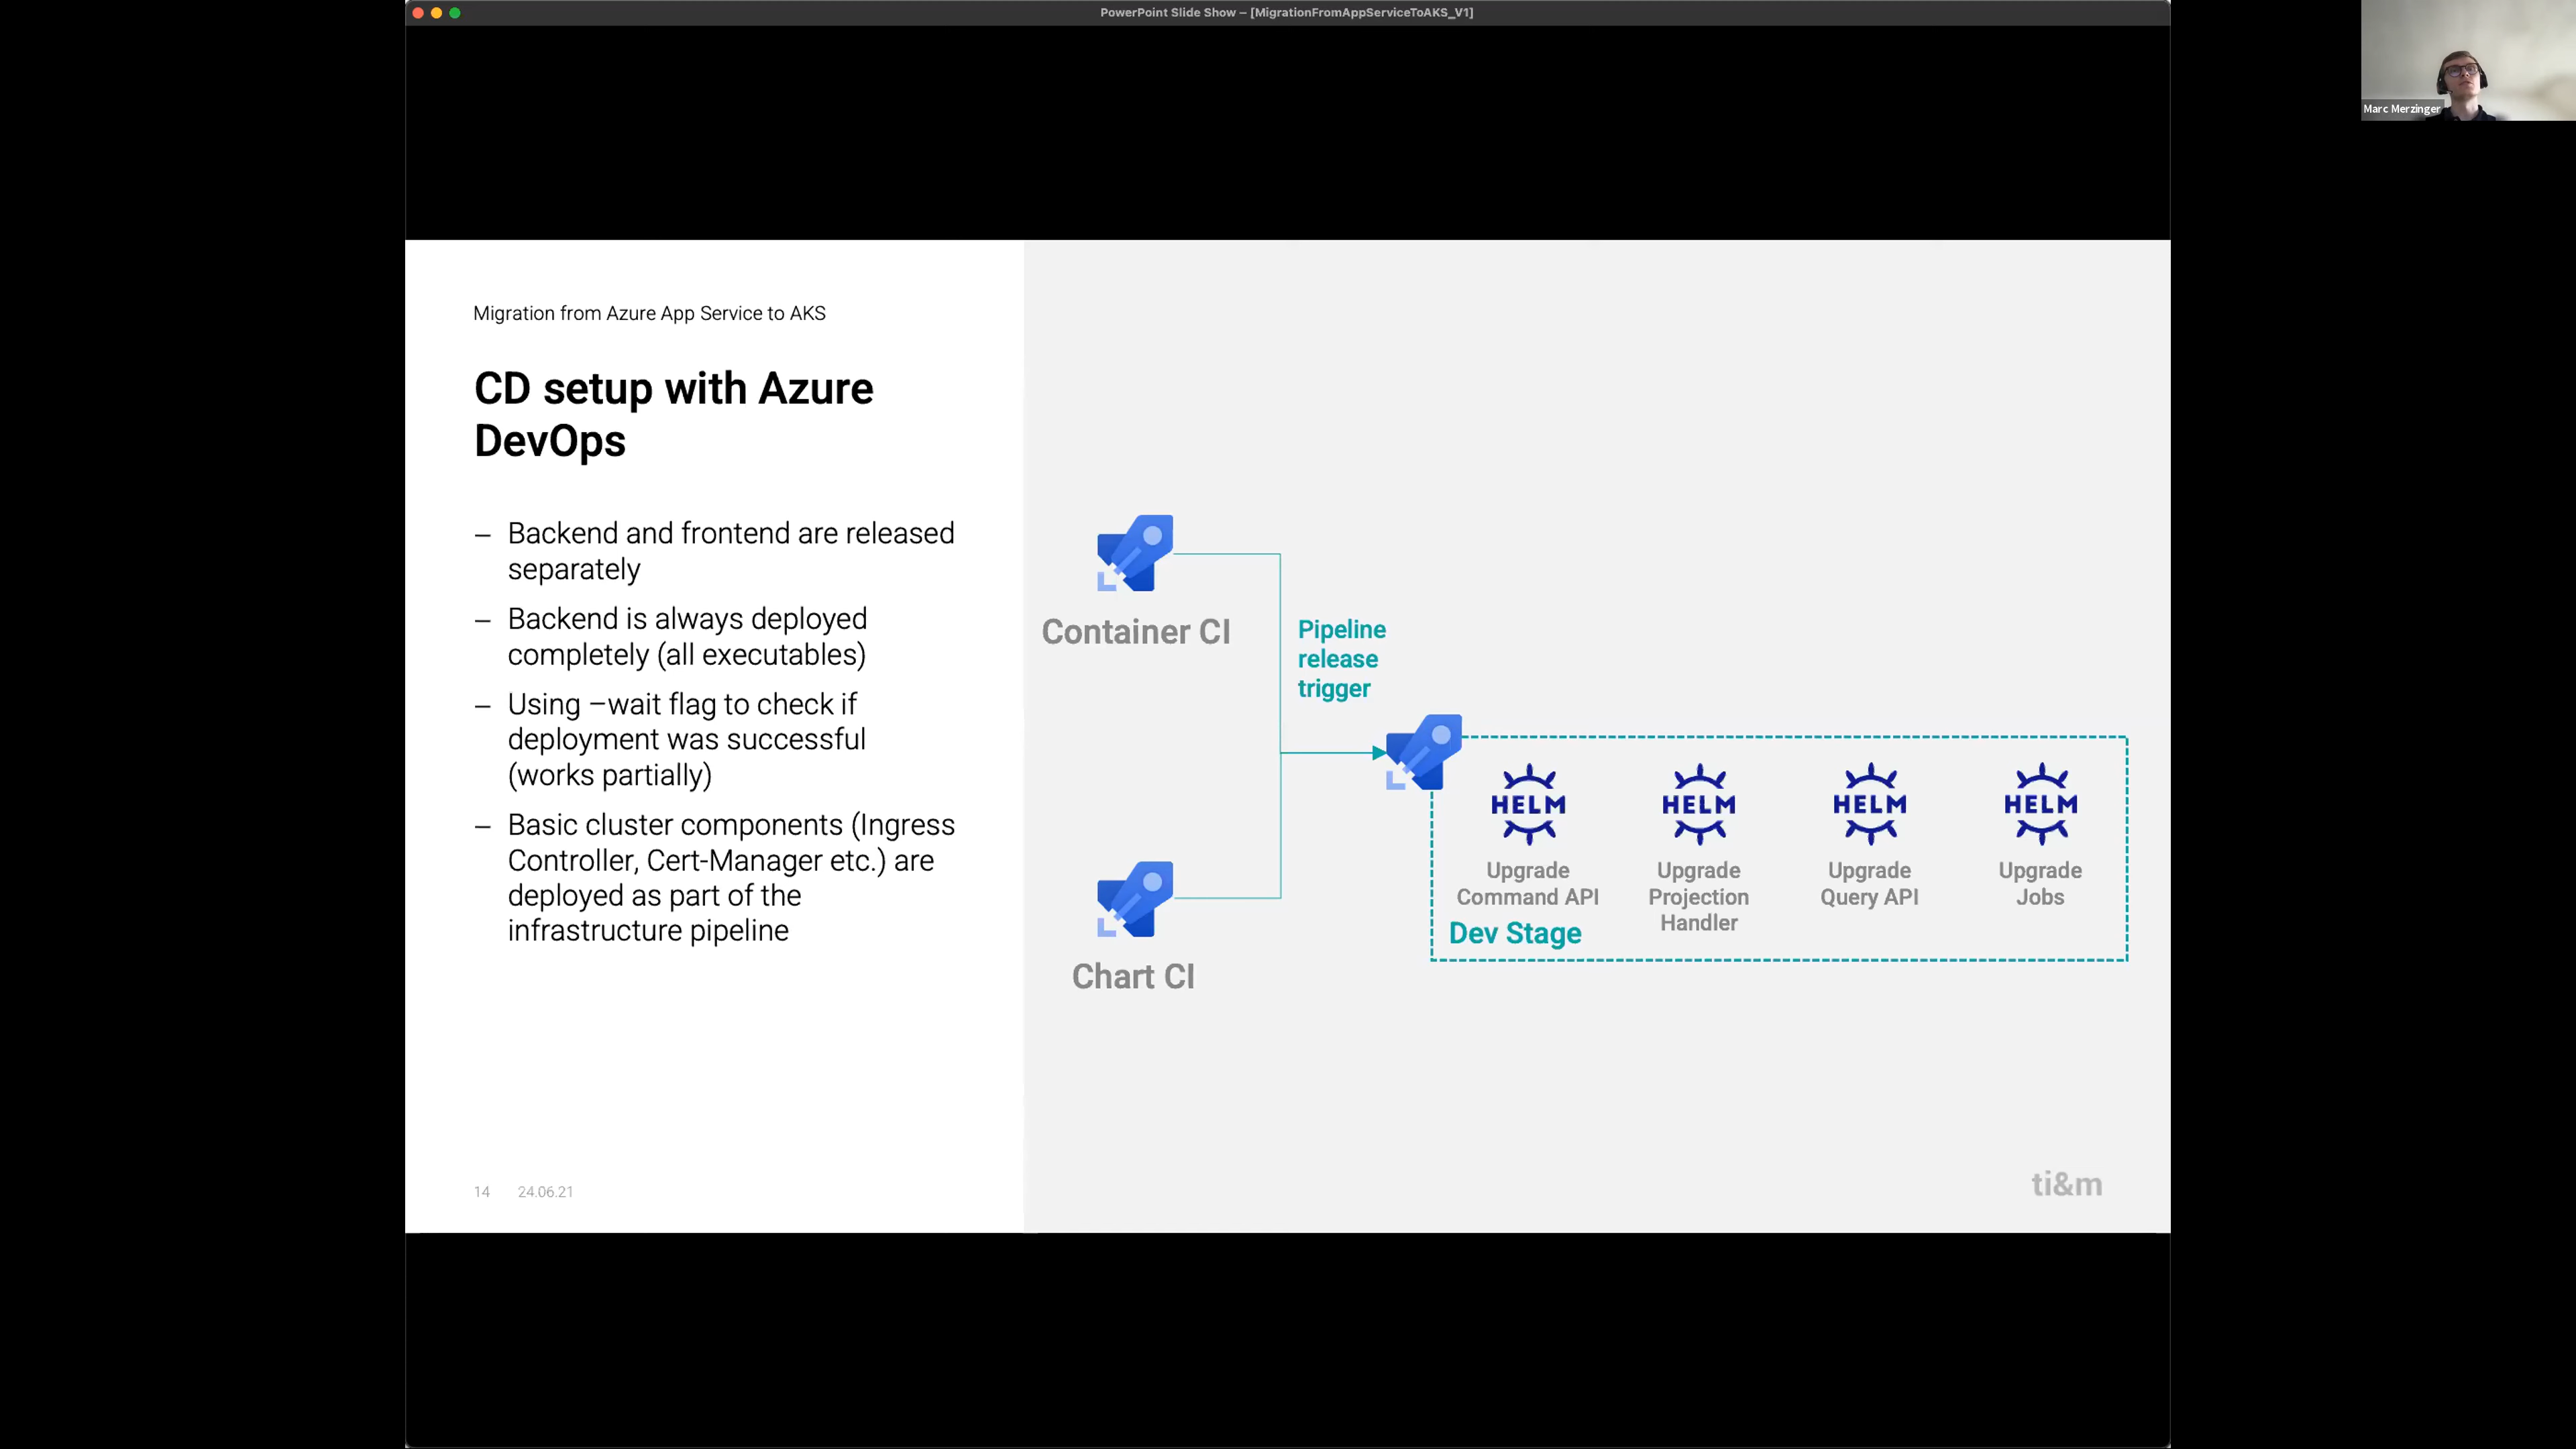 PowerPoint Slide Show – [MigrationFromAppServiceToAKS_V1]
Marc Merzinger
Migration from Azure App Service to AKS
CD setup with Azure
DevOps
– Backend and frontend are released
separately
– Backend is always deployed
completely (all executables)
– Using –wait flag to check if
deployment was successful
(works partially)
– Basic cluster components (Ingress
Controller, Cert-Manager etc.) are
deployed as part of the
infrastructure pipeline
Container CI
Pipeline
release
trigger
Chart CI
HELM
Upgrade
Command API
HELM
Upgrade
Projection
Handler
HELM
Upgrade
Query API
HELM
Upgrade
Jobs
Dev Stage
14 24.06.21
ti&m